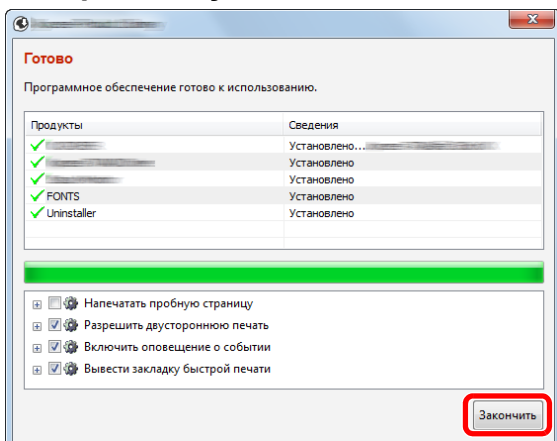 Готово
Программное обеспечение готово к использованию.
Продукты Сведения
Установлено...
Установлено
Установлено
FONTS Установлено
Uninstaller Установлено
Напечатать пробную страницу
Разрешить двустороннюю печать
Включить оповещение о событии
Вывести закладку быстрой печати
Закончить